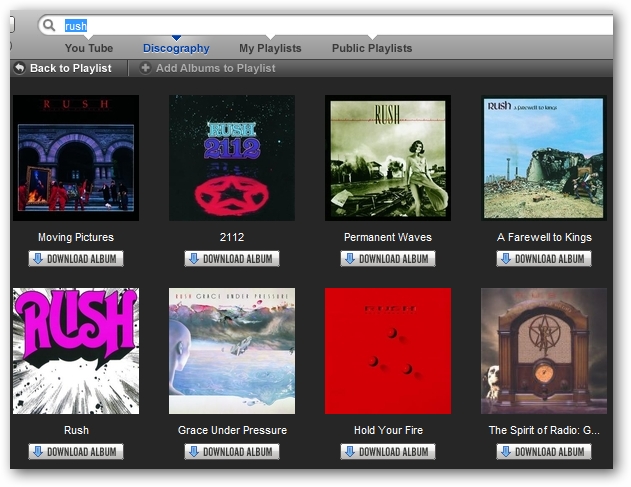 rush
You Tube Discography My Playlists Public Playlists
Back to Playlist Add Albums to Playlist
RUSH
RUSH
2112
RUSH
RUSH a farewell to kings
Moving Pictures 2112 Permanent Waves A Farewell to Kings
DOWNLOAD ALBUM DOWNLOAD ALBUM DOWNLOAD ALBUM DOWNLOAD ALBUM
RUSH
RUSH GRACE UNDER PRESSURE
RUSH
Rush Grace Under Pressure Hold Your Fire The Spirit of Radio: G...
DOWNLOAD ALBUM DOWNLOAD ALBUM DOWNLOAD ALBUM DOWNLOAD ALBUM